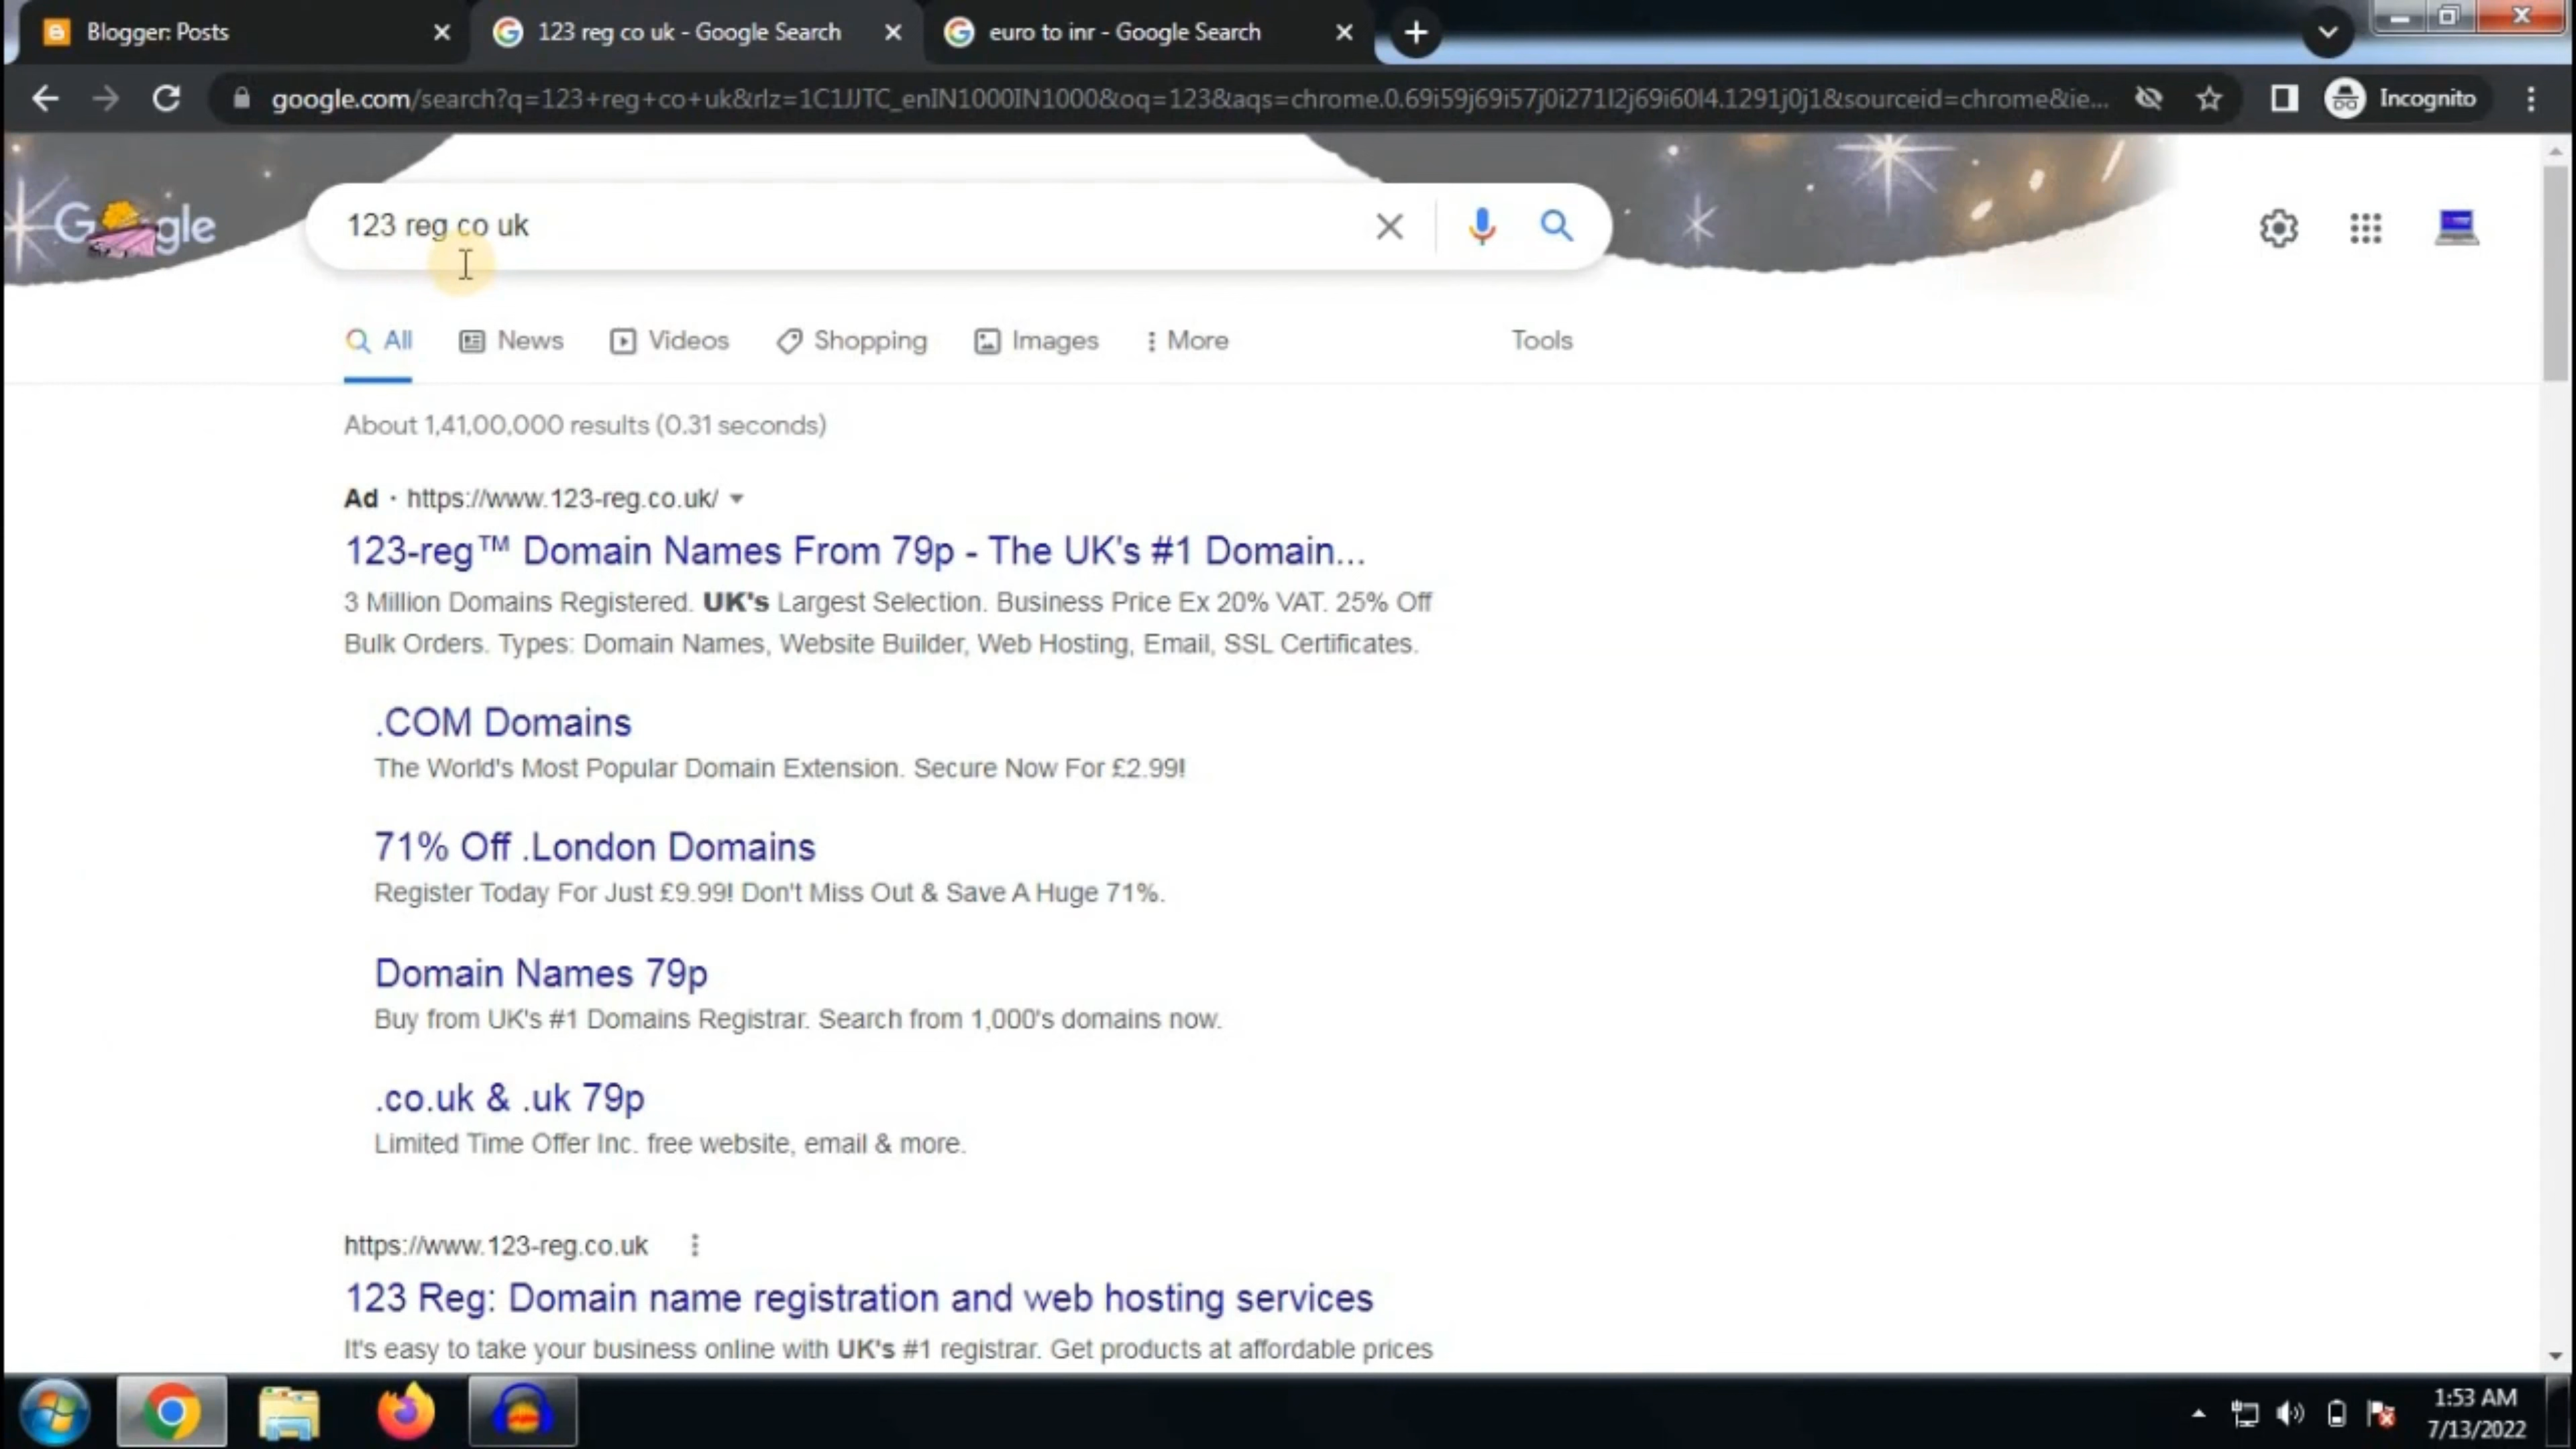 Blogger: Posts
123 reg co uk - Google Search
euro to inr - Google Search
google.com/search?q=123+reg+co+uk&rlz=1C1JJTC_enIN1000IN1000&oq=123&aqs=chrome.0.69i59j69i57j0i271l2j69i60l4.1291j0j1&sourceid=chrome&ie...
Incognito
G gle
123 reg co uk
All
News
Videos
Shopping
Images
More
Tools
About 1,41,00,000 results (0.31 seconds)
Ad · https://www.123-reg.co.uk/
123-reg™ Domain Names From 79p - The UK's #1 Domain...
3 Million Domains Registered. UK's Largest Selection. Business Price Ex 20% VAT. 25% Off
Bulk Orders. Types: Domain Names, Website Builder, Web Hosting, Email, SSL Certificates.
.COM Domains
The World's Most Popular Domain Extension. Secure Now For £2.99!
71% Off .London Domains
Register Today For Just £9.99! Don't Miss Out & Save A Huge 71%.
Domain Names 79p
Buy from UK's #1 Domains Registrar. Search from 1,000's domains now.
.co.uk & .uk 79p
Limited Time Offer Inc. free website, email & more.
https://www.123-reg.co.uk
123 Reg: Domain name registration and web hosting services
It's easy to take your business online with UK's #1 registrar. Get products at affordable prices
1:53 AM
7/13/2022